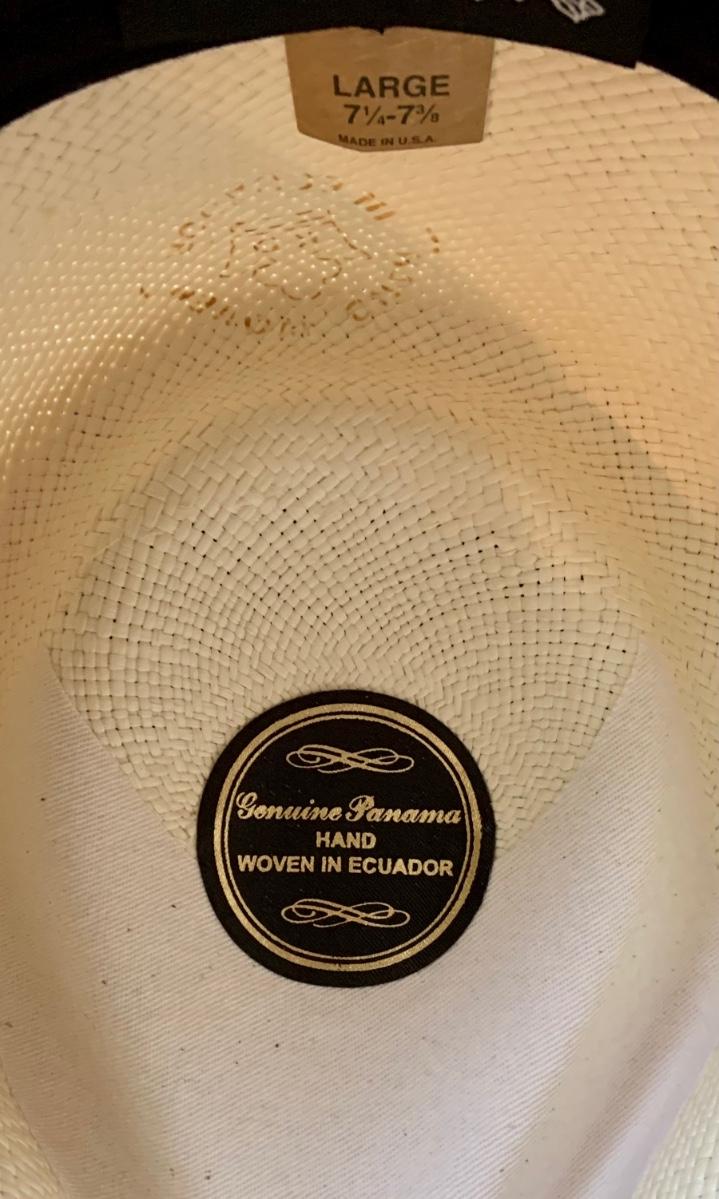 LARGE
7¼-7⅜
MADE IN U.S.A.
Genuine Panama
HAND
WOVEN IN ECUADOR